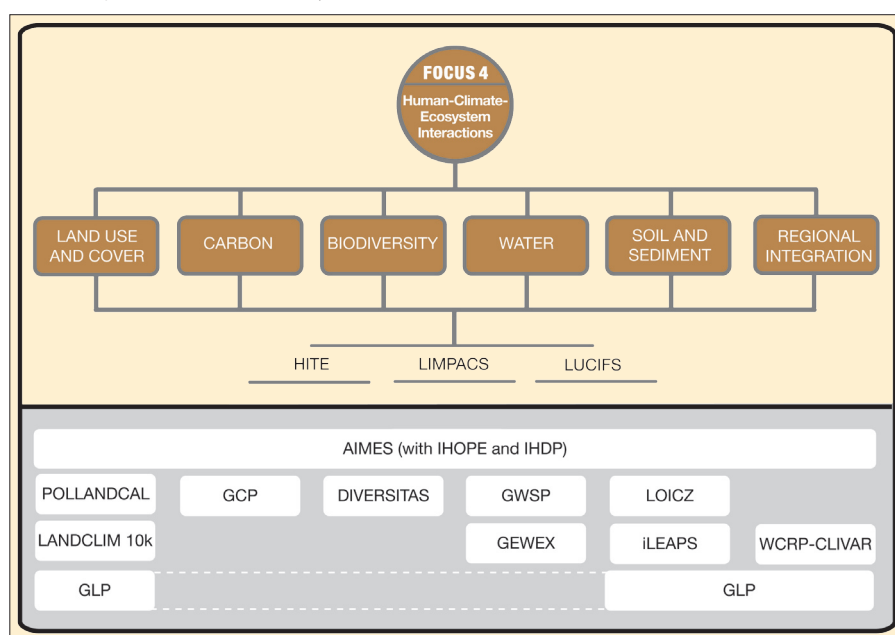 FOCUS 4
Human-Climate-
Ecosystem
Interactions
LAND USE
AND COVER
CARBON
BIODIVERSITY
WATER
SOIL AND
SEDIMENT
REGIONAL
INTEGRATION
HITE
LIMPACS
LUCIFS
AIMES (with IHOPE and IHDP)
POLLANDCAL
GCP
DIVERSITAS
GWSP
LOICZ
LANDCLIM 10k
GEWEX
iLEAPS
WCRP-CLIVAR
GLP
GLP